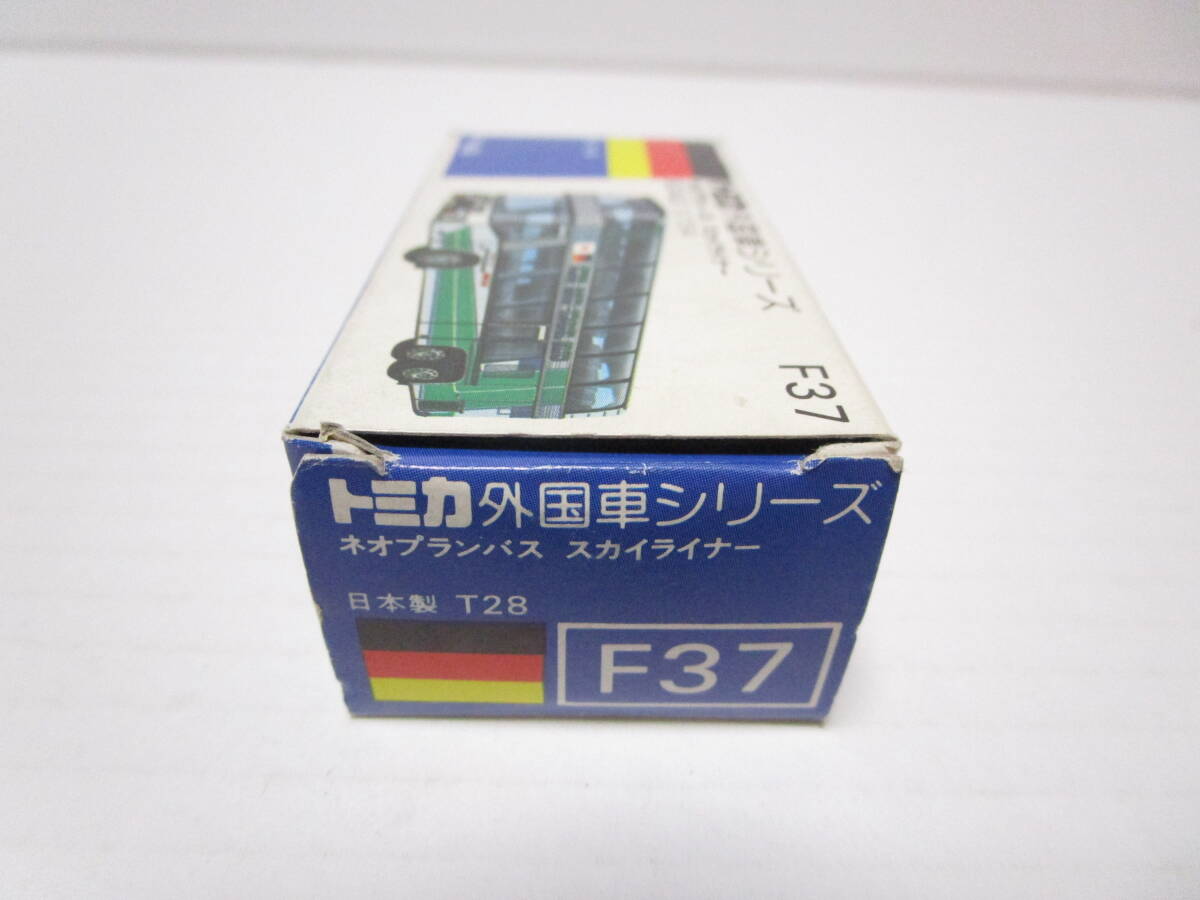 シリーズ
F37
トミカ外国車シリーズ
ネオプランバス スカイライナー
日本製 T28
F37